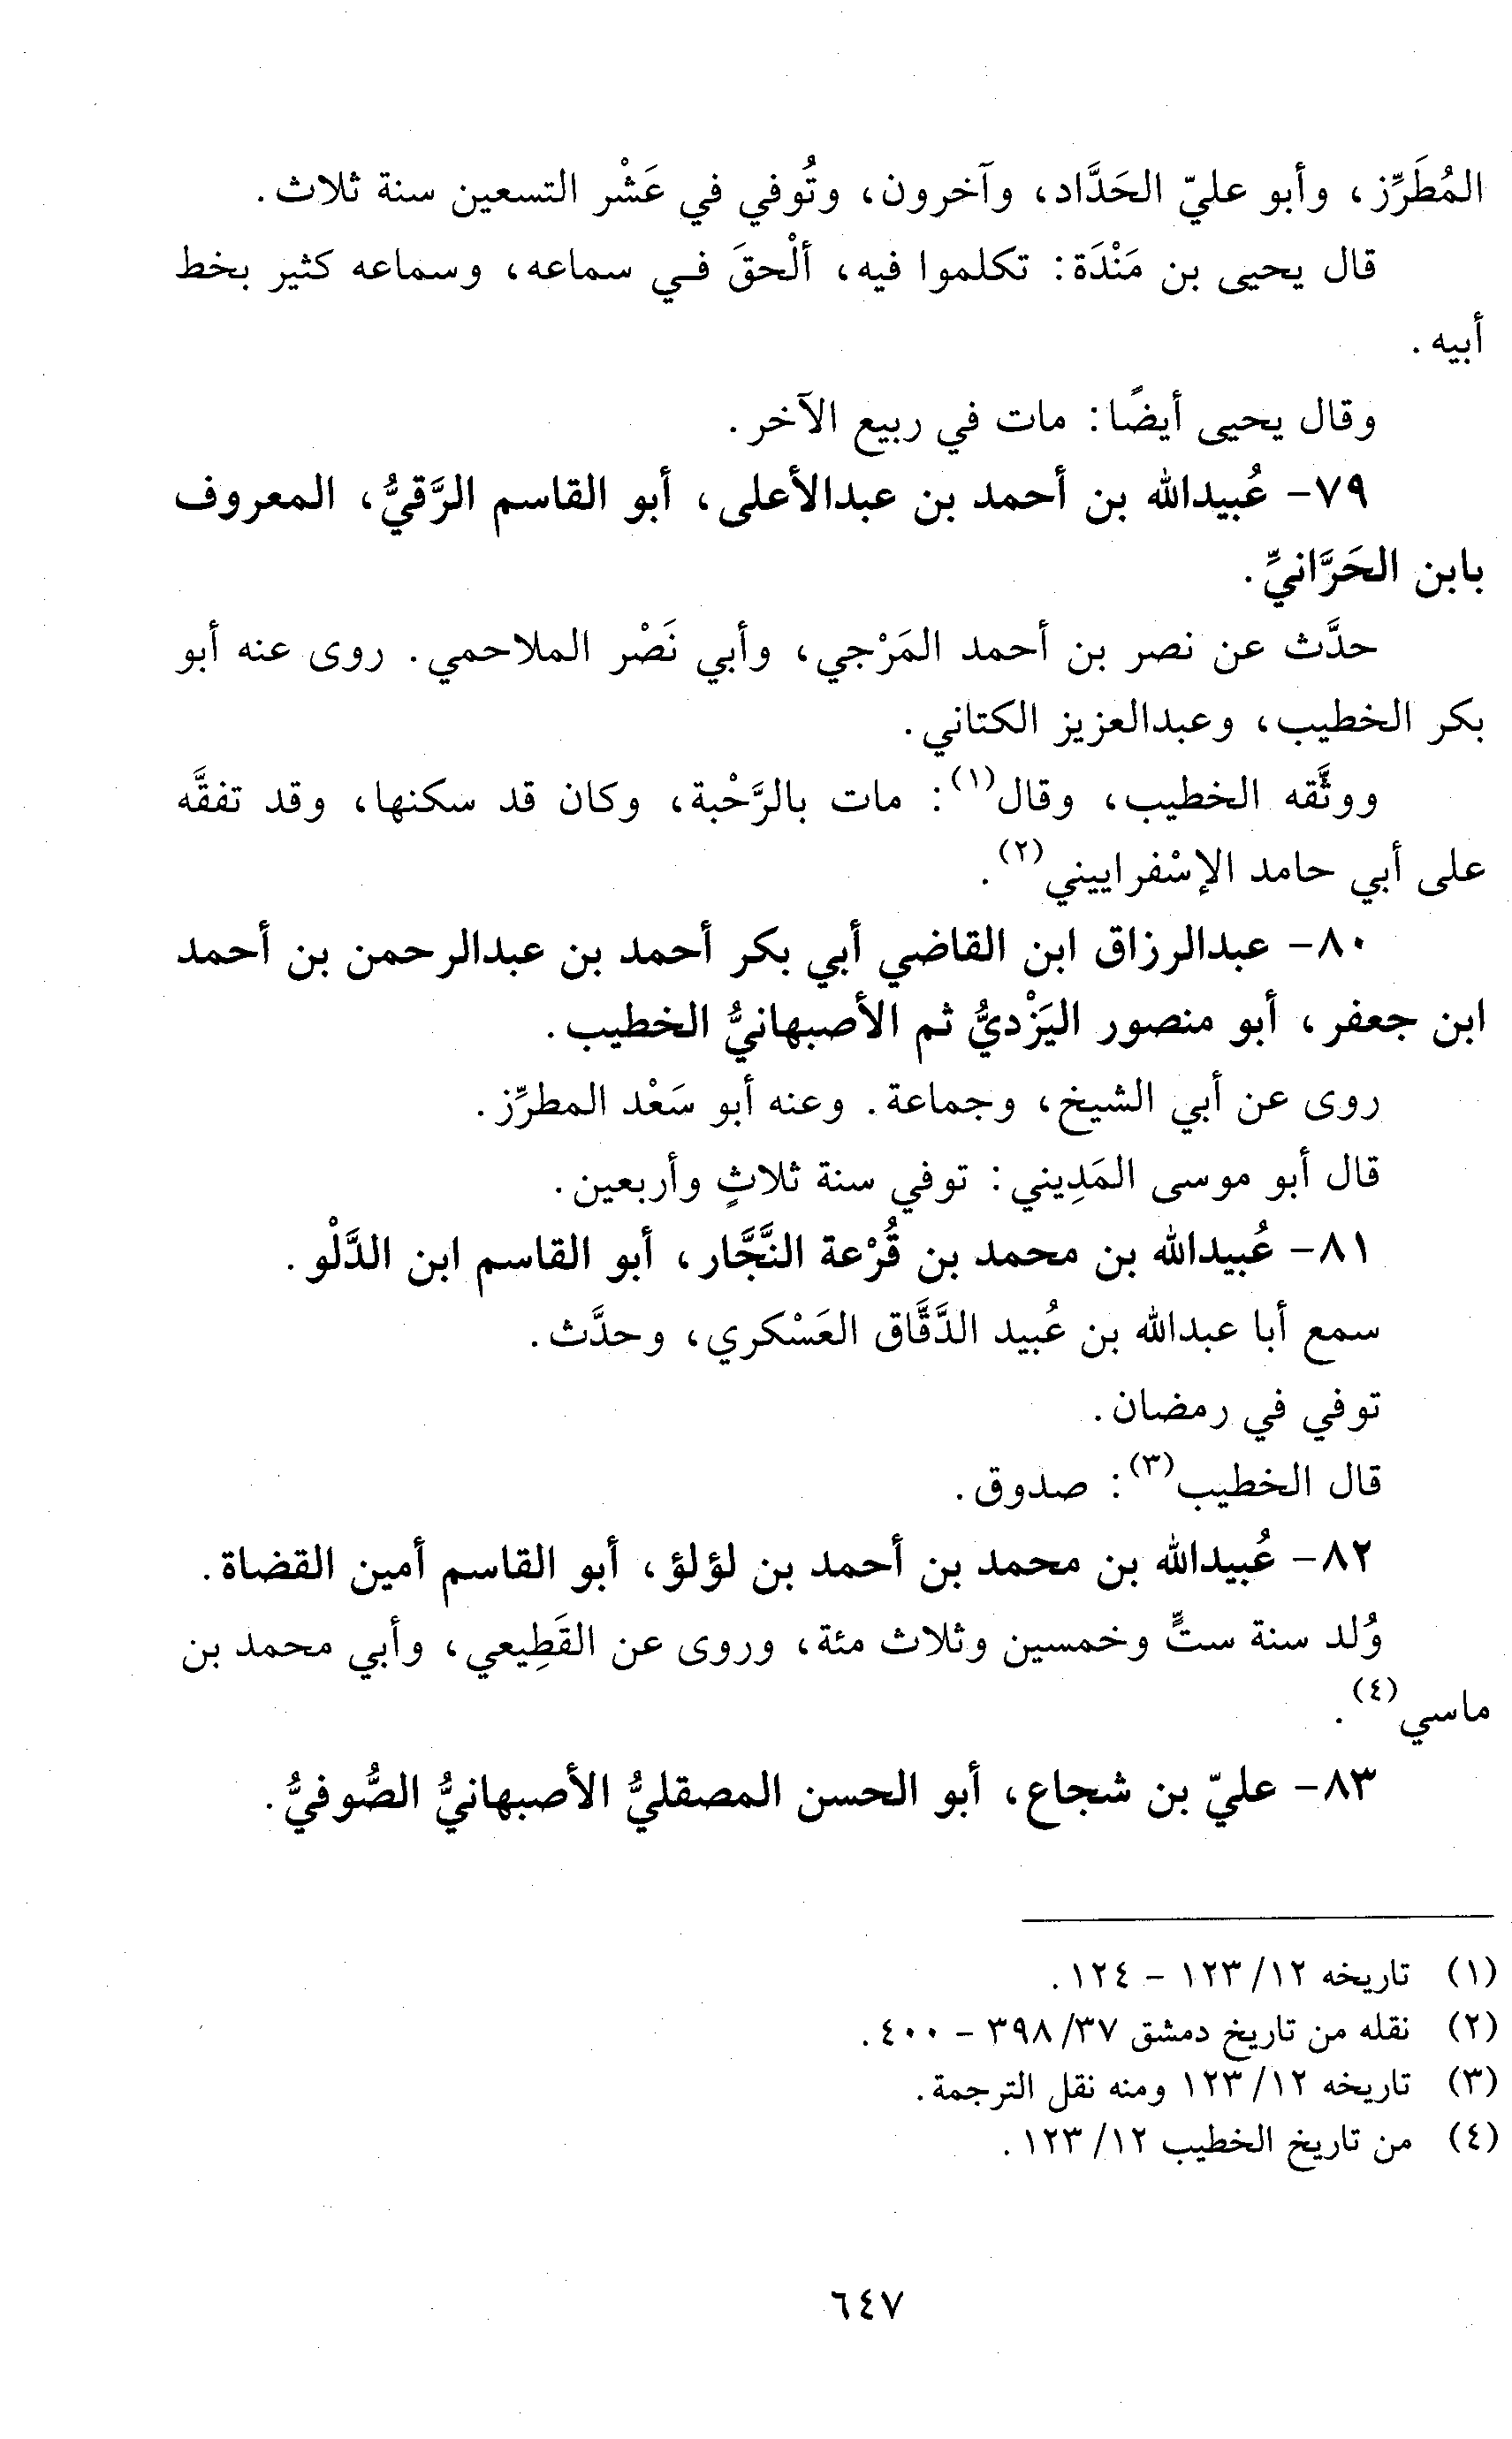 المُطَرِّز، وأبو عليّ الحَدَّاد، وآخرون، وتُوفي في عَشْر التسعين سنة ثلاث.
قال يحيى بن مَنْدَة: تكلموا فيه، ألْحقَ في سماعه، وسماعه كثير بخط
أبيه.
وقال يحيى أيضًا: مات في ربيع الآخر.
٧٩- عُبيدالله بن أحمد بن عبدالأعلى، أبو القاسم الرَّقيُّ، المعروف
بابن الحَرَّانيِّ.
حدَّث عن نصر بن أحمد المَرْجي، وأبي نَصْر الملاحمي. روى عنه أبو
بكر الخطيب، وعبدالعزيز الكتاني.
ووثَّقه الخطيب، وقال(١): مات بالرَّحْبة، وكان قد سكنها، وقد تفقَّه
على أبي حامد الإسْفراييني(٢).
٨٠- عبدالرزاق ابن القاضي أبي بكر أحمد بن عبدالرحمن بن أحمد
ابن جعفر، أبو منصور اليَزْديُّ ثم الأصبهانيُّ الخطيب.
روى عن أبي الشيخ، وجماعة. وعنه أبو سَعْد المطرِّز.
قال أبو موسى المَدِيني: توفي سنة ثلاثٍ وأربعين.
٨١- عُبيدالله بن محمد بن قُرْعة النَّجَّار، أبو القاسم ابن الدَّلْو.
سمع أبا عبدالله بن عُبيد الدَّقَّاق العَسْكري، وحدَّث.
توفي في رمضان.
قال الخطيب(٣): صدوق.
٨٢- عُبيدالله بن محمد بن أحمد بن لؤلؤ، أبو القاسم أمين القضاة.
وُلد سنة ستٍّ وخمسين وثلاث مئة، وروى عن القَطِيعي، وأبي محمد بن
ماسي(٤).
٨٣- عليّ بن شجاع، أبو الحسن المصقليُّ الأصبهانيُّ الصُّوفيُّ.
(١) تاريخه ١٢/ ١٢٣ - ١٢٤.
(٢) نقله من تاريخ دمشق ٣٧/ ٣٩٨ - ٤٠٠.
(٣) تاريخه ١٢/ ١٢٣ ومنه نقل الترجمة.
(٤) من تاريخ الخطيب ١٢/ ١٢٣.
٦٤٧